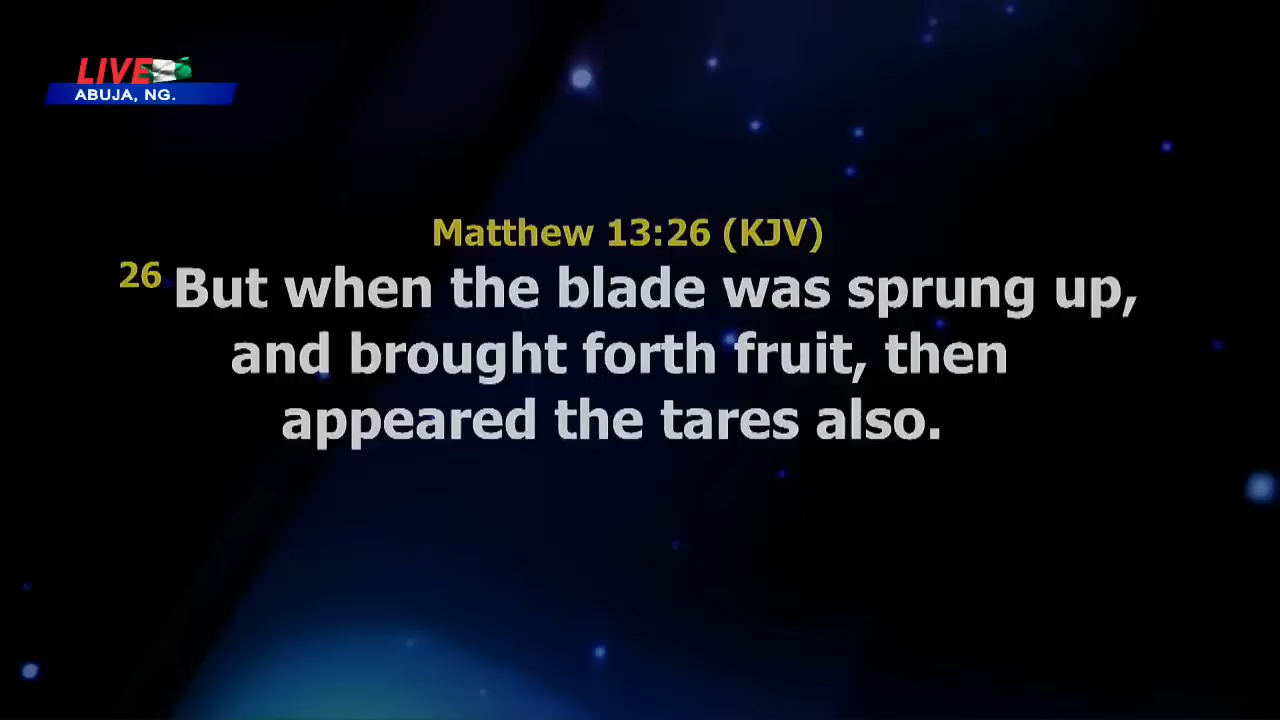 LIVE
ABUJA, NG.
Matthew 13:26 (KJV)
26 But when the blade was sprung up,
and brought forth fruit, then
appeared the tares also.